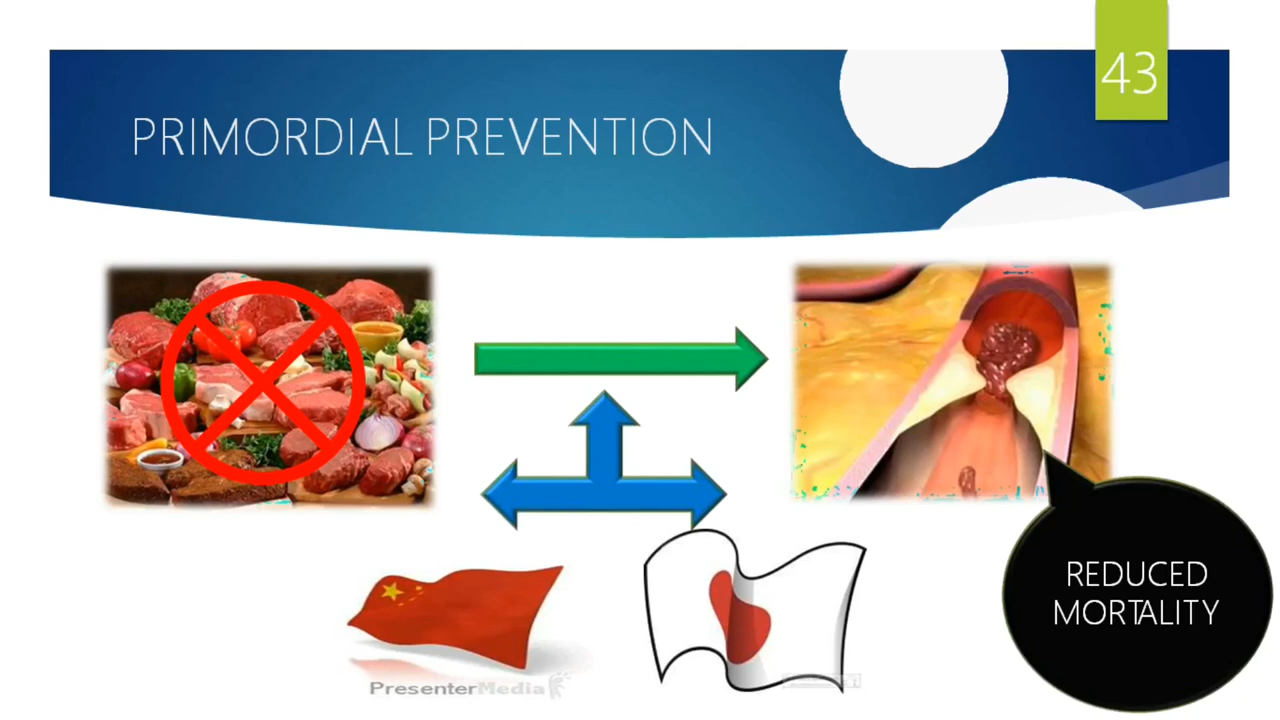 43
PRIMORDIAL PREVENTION
REDUCED
MORTALITY
PresenterMedia